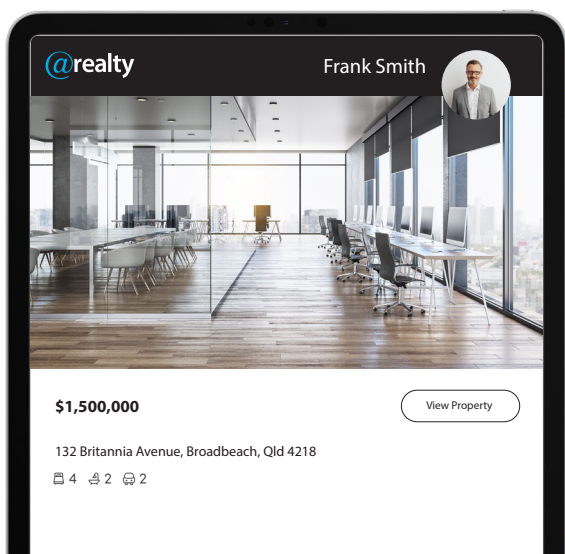 @realty
Frank Smith
$1,500,000
View Property
132 Britannia Avenue, Broadbeach, Qld 4218
4 2 2